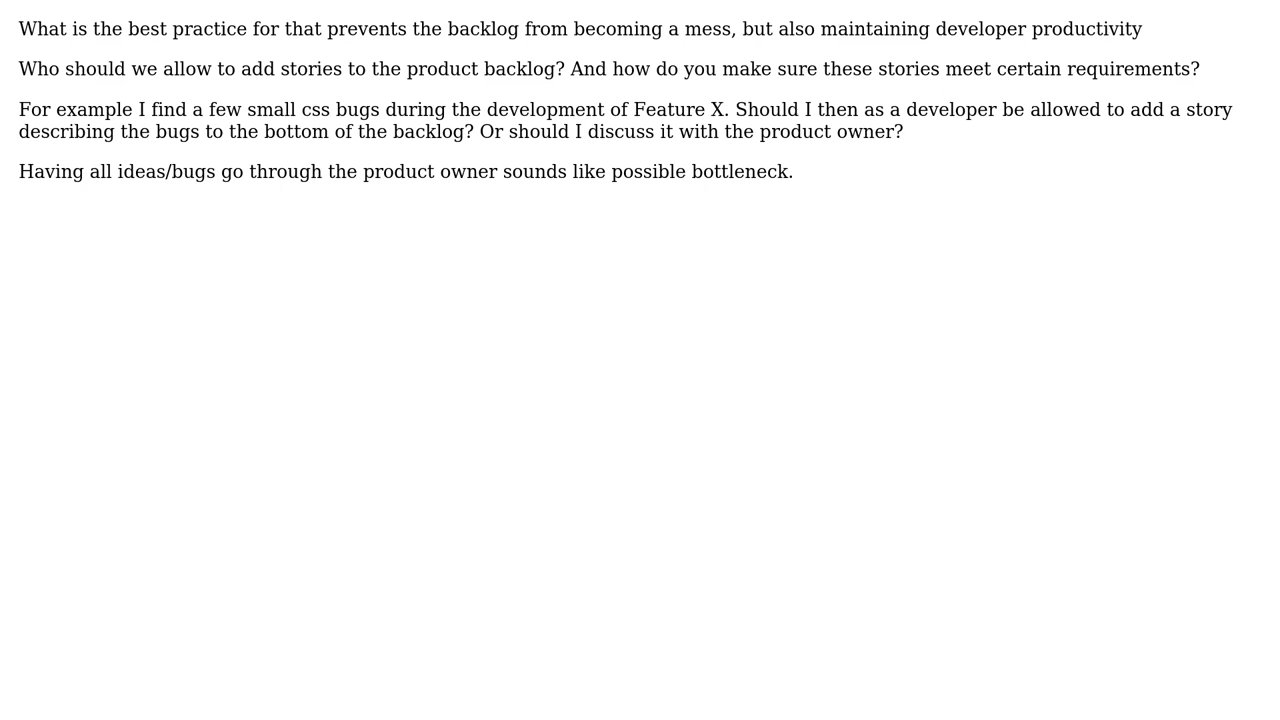 What is the best practice for that prevents the backlog from becoming a mess, but also maintaining developer productivity
Who should we allow to add stories to the product backlog? And how do you make sure these stories meet certain requirements?
For example I find a few small css bugs during the development of Feature X. Should I then as a developer be allowed to add a story
describing the bugs to the bottom of the backlog? Or should I discuss it with the product owner?
Having all ideas/bugs go through the product owner sounds like possible bottleneck.